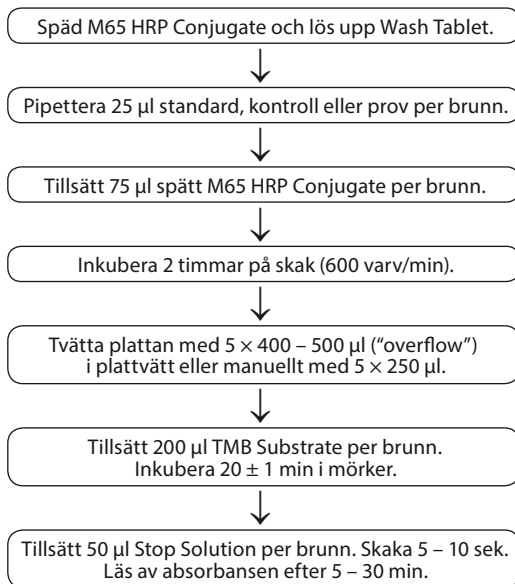 Späd M65 HRP Conjugate och lös upp Wash Tablet.
Pipettera 25 µl standard, kontroll eller prov per brunn.
Tillsätt 75 µl spätt M65 HRP Conjugate per brunn.
Inkubera 2 timmar på skak (600 varv/min).
Tvätta plattan med 5 × 400 – 500 µl (“overflow”)
i plattvätt eller manuellt med 5 × 250 µl.
Tillsätt 200 µl TMB Substrate per brunn.
Inkubera 20 ± 1 min i mörker.
Tillsätt 50 µl Stop Solution per brunn. Skaka 5 – 10 sek.
Läs av absorbansen efter 5 – 30 min.